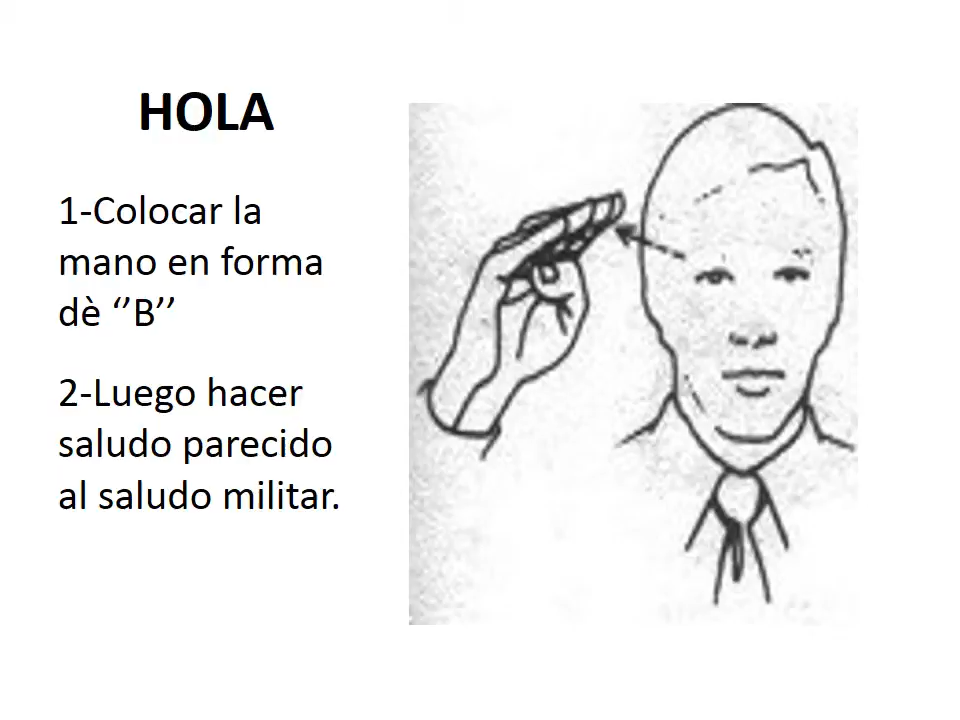 HOLA
1-Colocar la
mano en forma
dè ‘’B’’
2-Luego hacer
saludo parecido
al saludo militar.